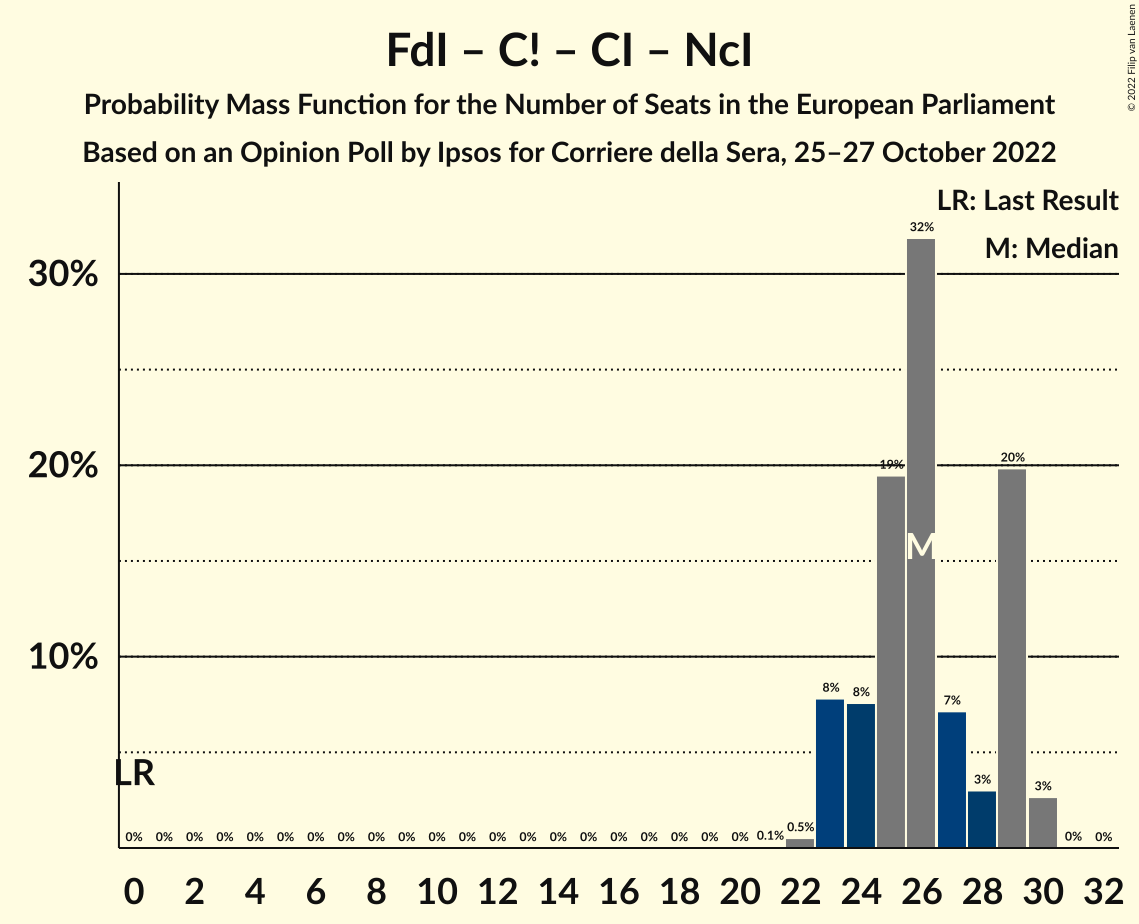 FdI – C! – CI – NcI
Probability Mass Function for the Number of Seats in the European Parliament
Based on an Opinion Poll by Ipsos for Corriere della Sera, 25–27 October 2022
© 2022 Filip van Laenen
LR: Last Result
M: Median
30%
20%
10%
LR
M
0% 0% 0% 0% 0% 0% 0% 0% 0% 0% 0% 0% 0% 0% 0% 0% 0% 0% 0% 0% 0% 0.1% 0.5% 8% 8% 19% 32% 7% 3% 20% 3% 0% 0%
0 2 4 6 8 10 12 14 16 18 20 22 24 26 28 30 32